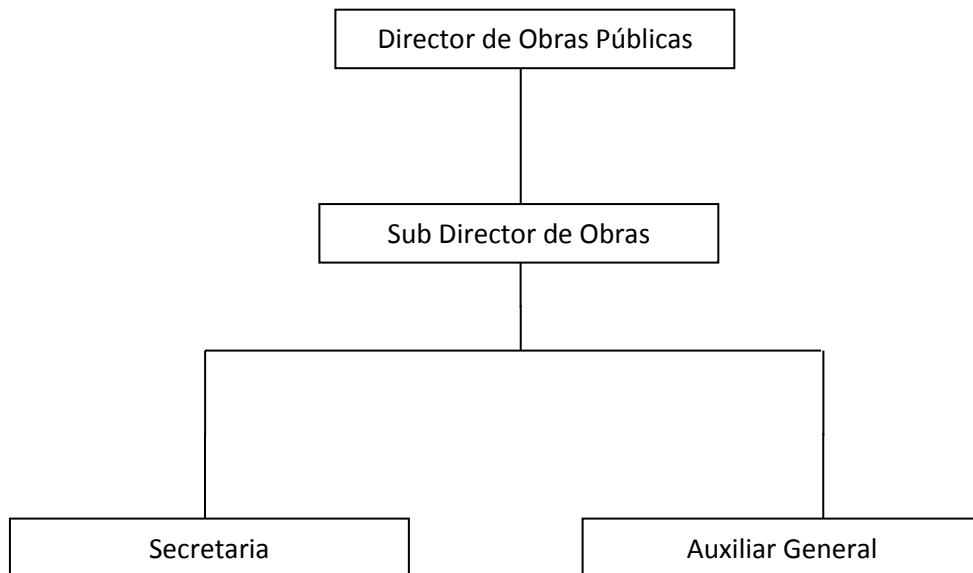 Director de Obras Públicas
Sub Director de Obras
Secretaria
Auxiliar General